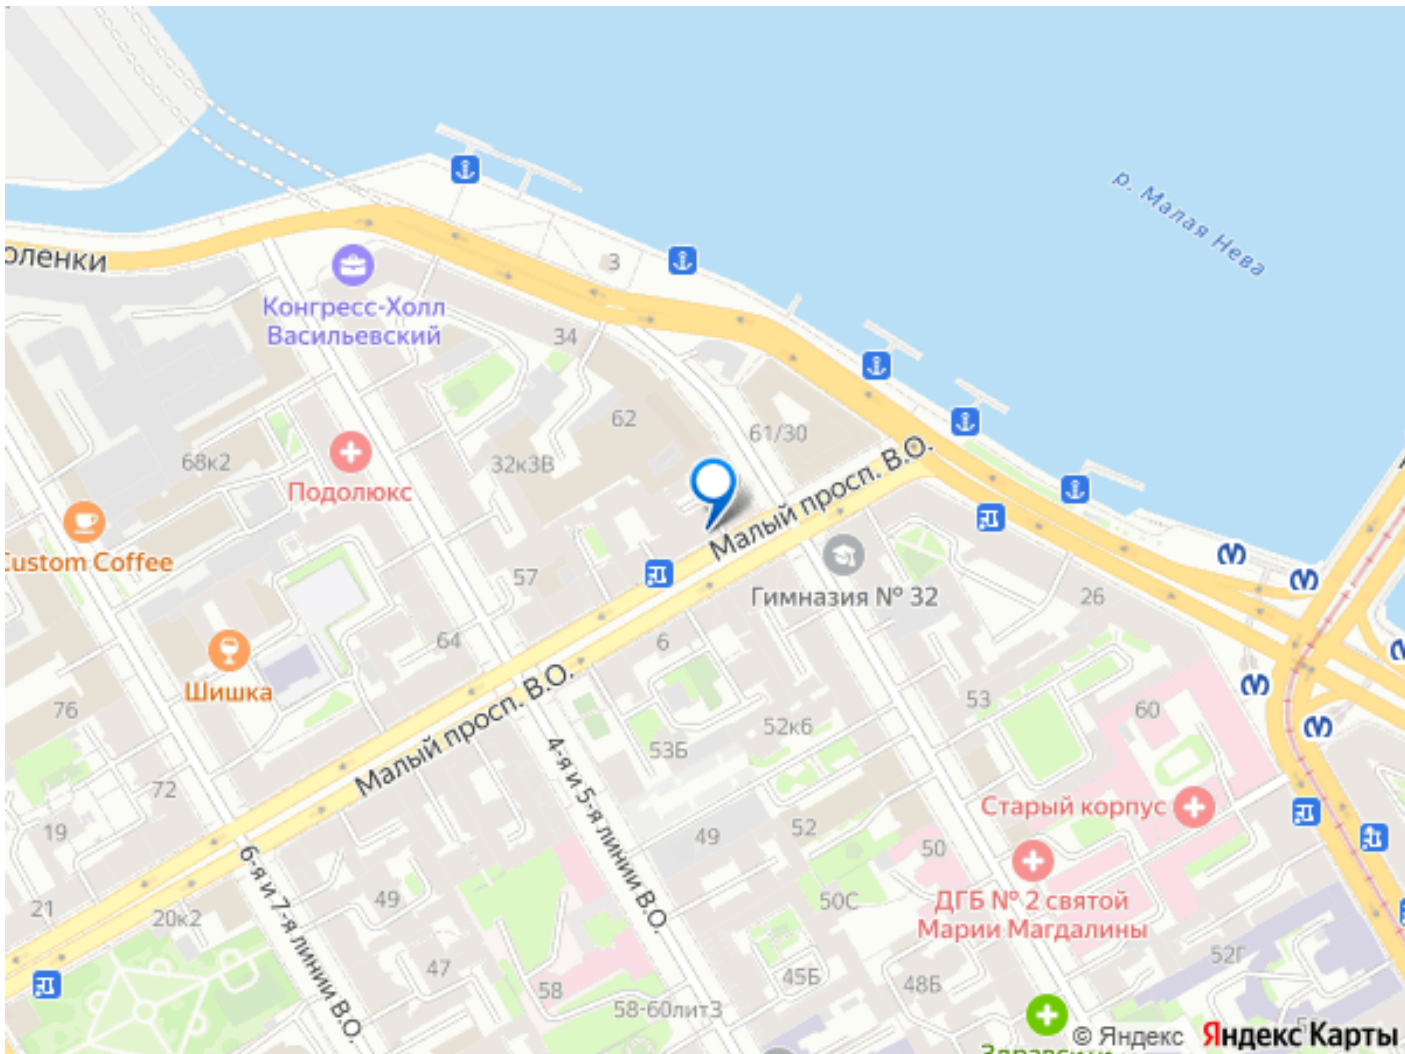 р. Малая Нева
оленки
3
Конгресс-Холл
Васильевский
34
62
61/30
68к2
32к3В
Подолюкс
Малый просп. В.О.
Custom Coffee
57
Гимназия № 32
26
64
6
Шишка
Малый просп. В.О.
53
60
76
52к6
53Б
4-я и 5-я линии В.О.
72
Старый корпус
19
49
52
50
6-я и 7-я линии В.О.
49
50С
ДГБ № 2 святой
Марии Магдалины
21
20к2
47
45Б
48Б
52Г
58
58-60лит3
Здравсити
© Яндекс
Яндекс Карты